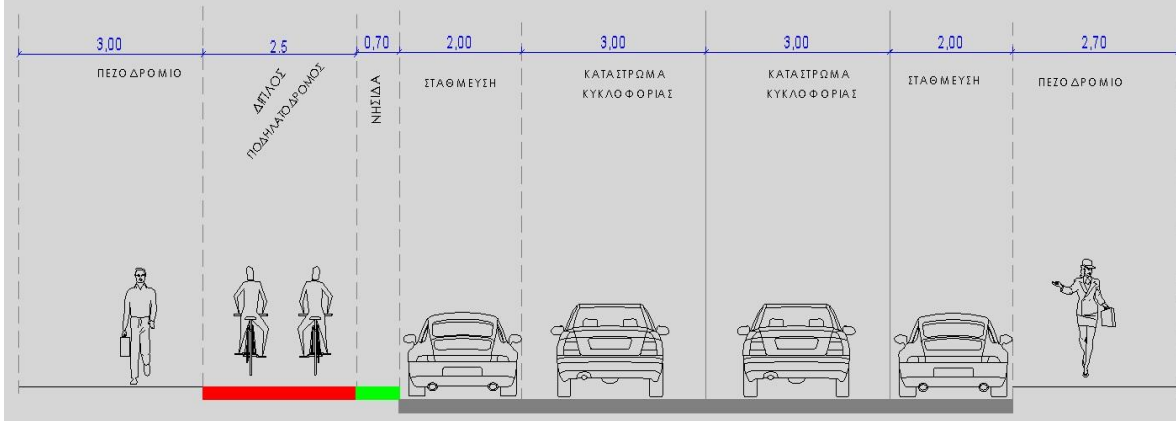 3,00
2.5
0,70
2,00
3,00
3,00
2,00
2,70
ΠΕΖΟΔΡΟΜΙΟ
ΔΙΠΛΟΣ
ΠΟΔΗΛΑΤΟΔΡΟΜΟΣ
ΝΗΣΙΔΑ
ΣΤΑΘΜΕΥΣΗ
ΚΑΤΑΣΤΡΩΜΑ
ΚΥΚΛΟΦΟΡΙΑΣ
ΚΑΤΑΣΤΡΩΜΑ
ΚΥΚΛΟΦΟΡΙΑΣ
ΣΤΑΘΜΕΥΣΗ
ΠΕΖΟΔΡΟΜΙΟ